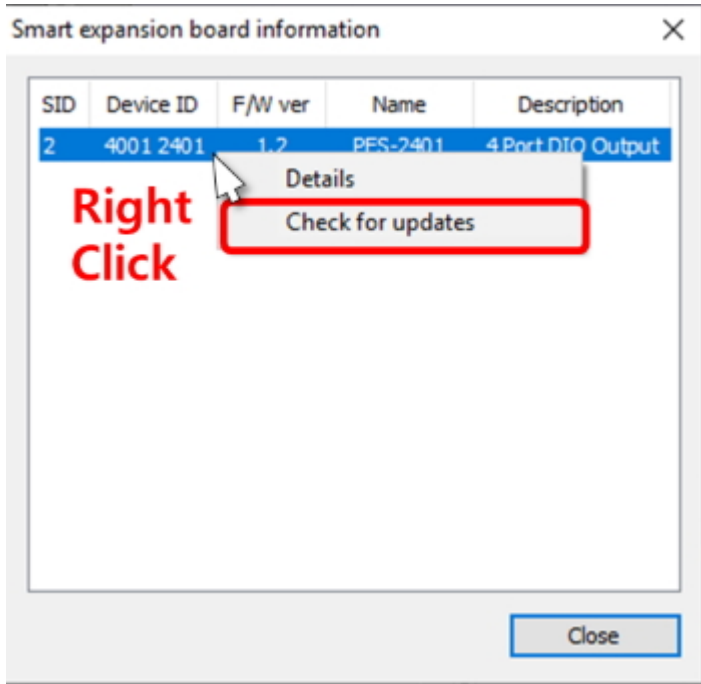 Smart expansion board information
SID Device ID F/W ver Name Description
2 4001 2401 1.2 PES-2401 4 Port DIO Output
Details
Check for updates
Right
Click
Close